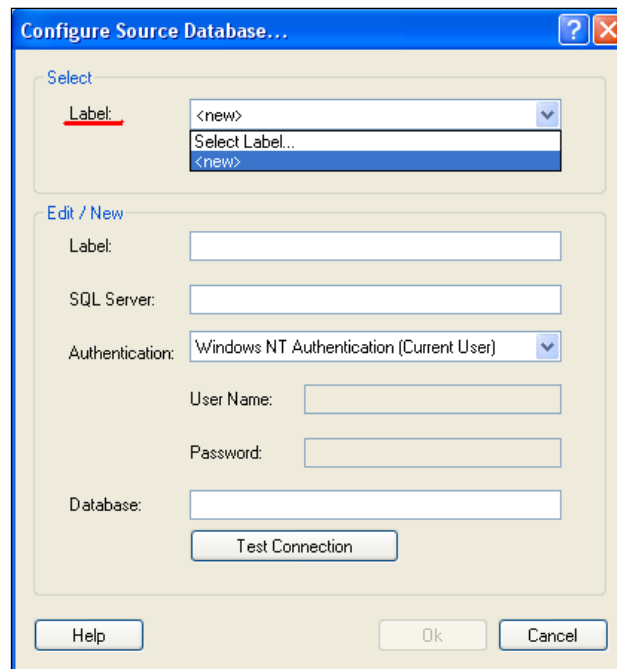 Configure Source Database...
Select
Label: <new>
Select Label...
<new>
Edit / New
Label:
SQL Server:
Authentication: Windows NT Authentication (Current User)
User Name:
Password:
Database:
Test Connection
Help Ok Cancel